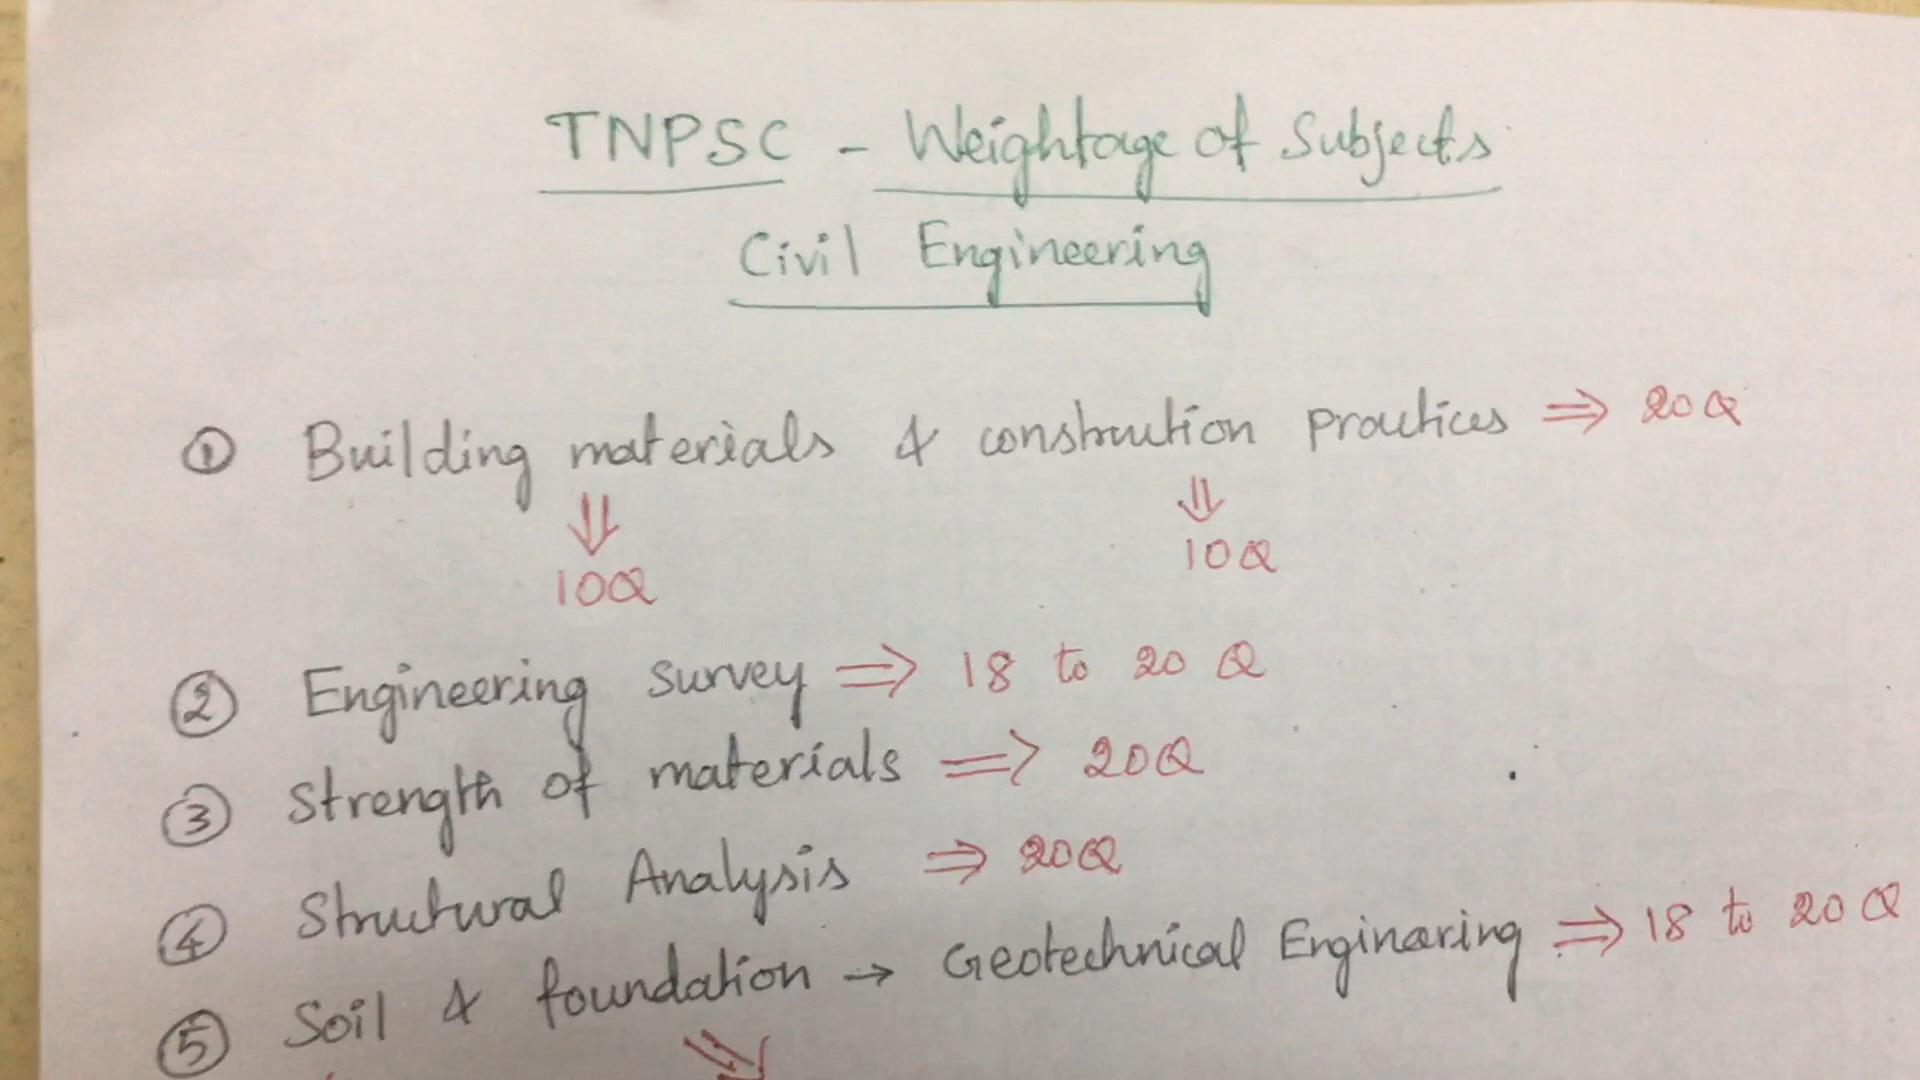 TNPSC - Weightage of Subjects
Civil Engineering
① Building materials & construction practices ⇒ 20Q
⇓ ⇓
10Q 10Q
② Engineering survey ⇒ 18 to 20 Q
③ Strength of materials ⇒ 20Q
④ Structural Analysis ⇒ 20Q
⑤ Soil & foundation → Geotechnical Engineering ⇒ 18 to 20 Q